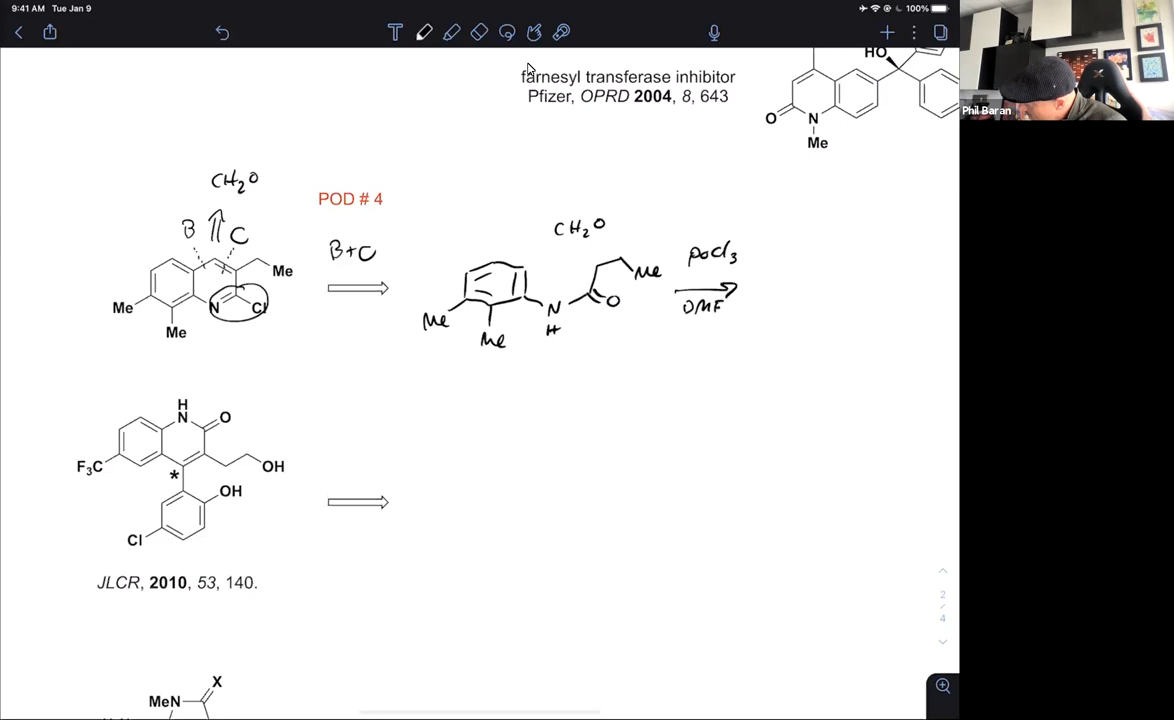 9:41 AM Tue Jan 9
100%
T
HO
farnesyl transferase inhibitor
Pfizer, OPRD 2004, 8, 643
O
N
Me
Phil Baran
CH2O
POD # 4
B
C
B+C
CH2O
POCl3
DMF
Me
Me
N
Cl
Me
Me
Me
N
H
O
Me
H
N
O
F3C
*
OH
OH
Cl
JLCR, 2010, 53, 140.
2
/
4
X
MeN